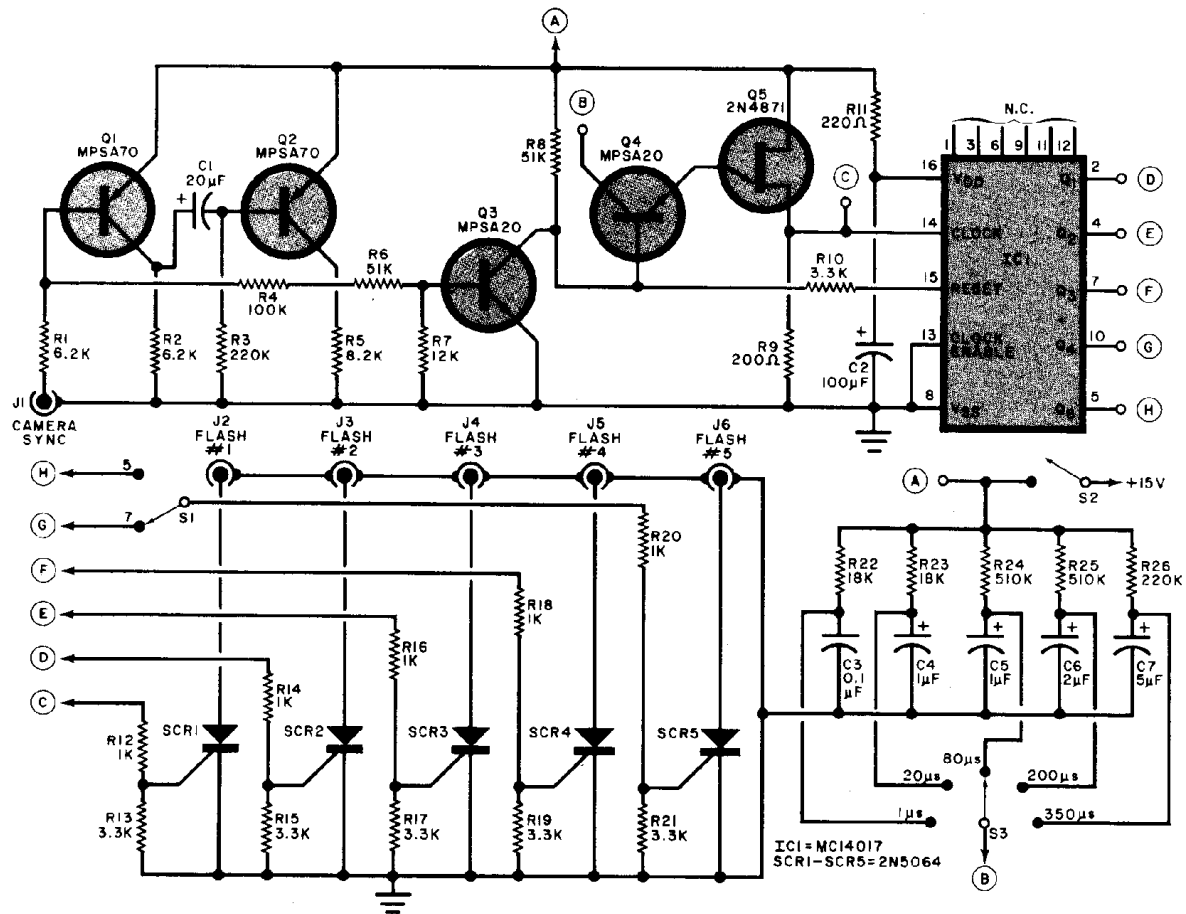 A
B
Q5
2N4871
Q1
MPSA70
C1
20µF
+
Q2
MPSA70
R8
51K
Q4
MPSA20
R11
220Ω
C
N.C.
1 3 6 9 11 12
16 VDD Q1 2 D
14 CLOCK Q2 4 E
IC1
15 RESET Q3 7 F
13 CLOCK ENABLE Q4 10 G
8 VSS 5 H
Q3
MPSA20
R6
51K
R4
100K
R10
3.3K
R1
6.2K
R2
6.2K
R3
220K
R5
8.2K
R7
12K
R9
200Ω
+
C2
100µF
J1
CAMERA
SYNC
J2
FLASH
#1
J3
FLASH
#2
J4
FLASH
#3
J5
FLASH
#4
J6
FLASH
#5
H 5
G 7 S1
F
E
D
C
R20
1K
R18
1K
R16
1K
R14
1K
R12
1K
SCR1
SCR2
SCR3
SCR4
SCR5
R13
3.3K
R15
3.3K
R17
3.3K
R19
3.3K
R21
3.3K
A
S2
+15V
R22
18K
R23
18K
R24
510K
R25
510K
R26
220K
+ + + +
C3
0.1
µF
C4
1µF
C5
1µF
C6
2µF
C7
5µF
80µs
20µs
200µs
1µs
350µs
S3
B
IC1=MC14017
SCR1-SCR5=2N5064